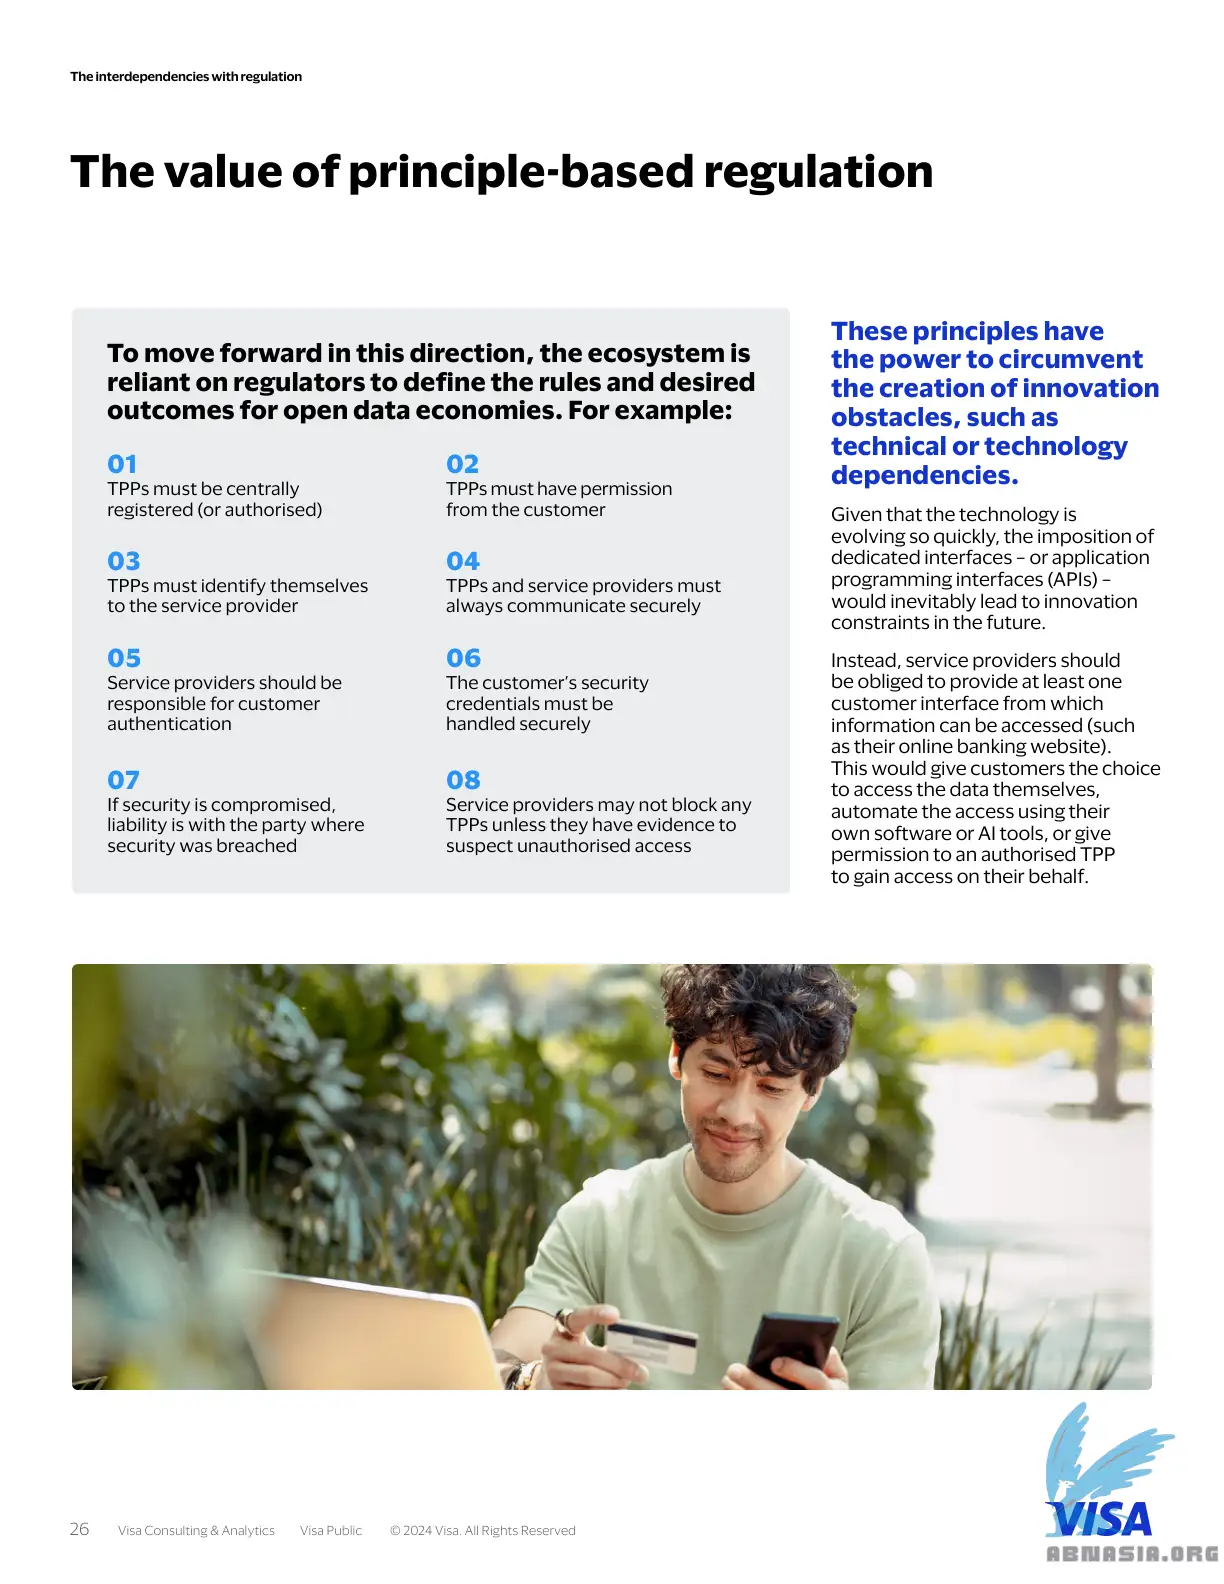 The interdependencies with regulation
The value of principle-based regulation
To move forward in this direction, the ecosystem is
reliant on regulators to define the rules and desired
outcomes for open data economies. For example:
01
TPPs must be centrally
registered (or authorised)
02
TPPs must have permission
from the customer
03
TPPs must identify themselves
to the service provider
04
TPPs and service providers must
always communicate securely
05
Service providers should be
responsible for customer
authentication
06
The customer's security
credentials must be
handled securely
07
If security is compromised,
liability is with the party where
security was breached
08
Service providers may not block any
TPPs unless they have evidence to
suspect unauthorised access
These principles have
the power to circumvent
the creation of innovation
obstacles, such as
technical or technology
dependencies.
Given that the technology is
evolving so quickly, the imposition of
dedicated interfaces – or application
programming interfaces (APIs) –
would inevitably lead to innovation
constraints in the future.
Instead, service providers should
be obliged to provide at least one
customer interface from which
information can be accessed (such
as their online banking website).
This would give customers the choice
to access the data themselves,
automate the access using their
own software or AI tools, or give
permission to an authorised TPP
to gain access on their behalf.
26 Visa Consulting & Analytics Visa Public © 2024 Visa. All Rights Reserved
VISA
ABNASIA.ORG